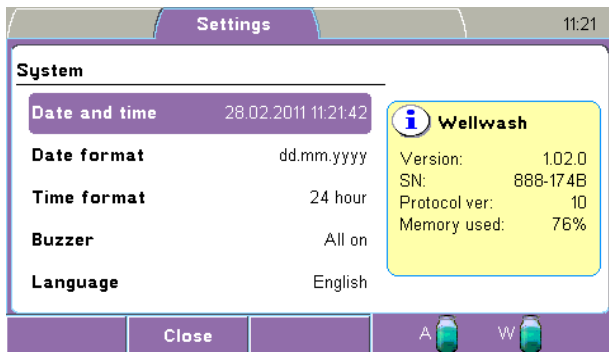 Settings 11:21
System
Date and time 28.02.2011 11:21:42
Date format dd.mm.yyyy
Time format 24 hour
Buzzer All on
Language English
i Wellwash
Version: 1.02.0
SN: 888-174B
Protocol ver: 10
Memory used: 76%
Close A W